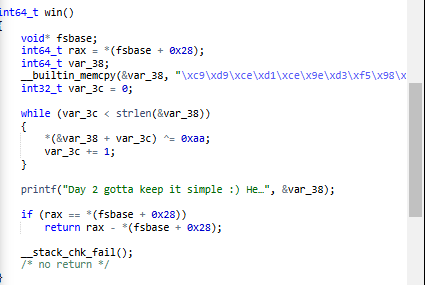 int64_t win()
{
void* fsbase;
int64_t rax = *(fsbase + 0x28);
int64_t var_38;
__builtin_memcpy(&var_38, "\xc9\xd9\xce\xd1\xce\x9e\xd3\xf5\x98\x
int32_t var_3c = 0;
while (var_3c < strlen(&var_38))
{
*(&var_38 + var_3c) ^= 0xaa;
var_3c += 1;
}
printf("Day 2 gotta keep it simple :) He…", &var_38);
if (rax == *(fsbase + 0x28))
return rax - *(fsbase + 0x28);
__stack_chk_fail();
/* no return */
}